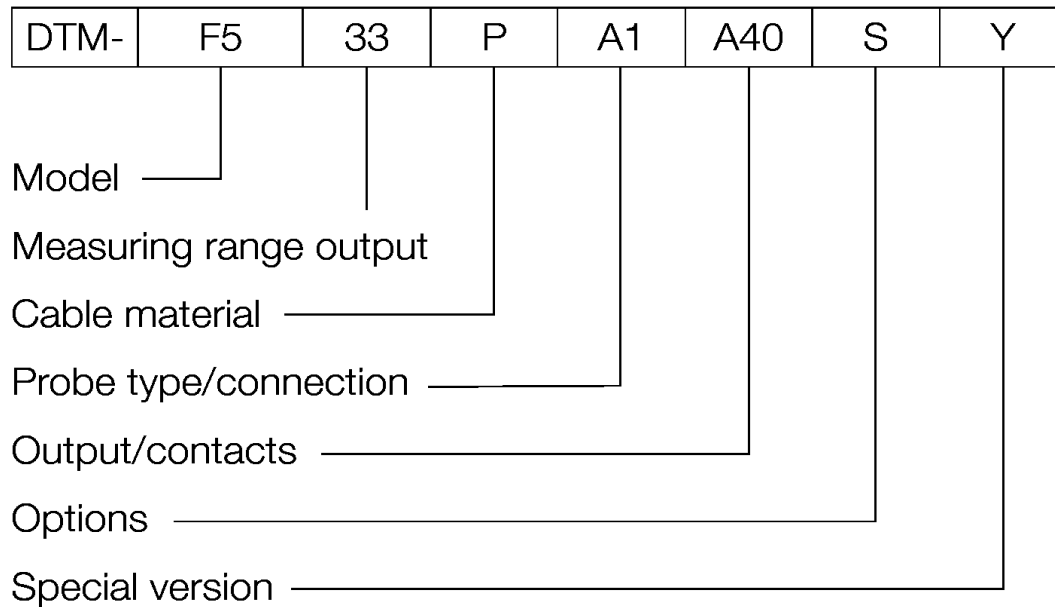 DTM- F5 33 P A1 A40 S Y
Model
Measuring range output
Cable material
Probe type/connection
Output/contacts
Options
Special version